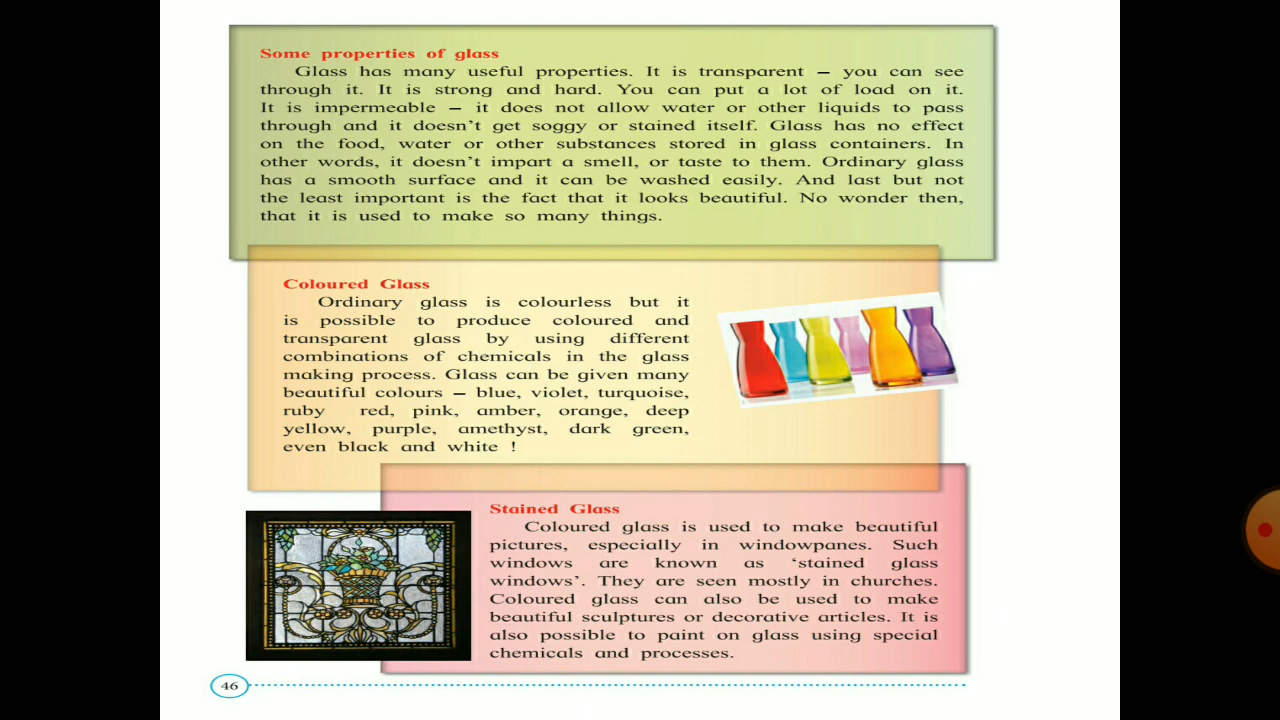 Some properties of glass
Glass has many useful properties. It is transparent – you can see
through it. It is strong and hard. You can put a lot of load on it.
It is impermeable – it does not allow water or other liquids to pass
through and it doesn't get soggy or stained itself. Glass has no effect
on the food, water or other substances stored in glass containers. In
other words, it doesn't impart a smell, or taste to them. Ordinary glass
has a smooth surface and it can be washed easily. And last but not
the least important is the fact that it looks beautiful. No wonder then,
that it is used to make so many things.
Coloured Glass
Ordinary glass is colourless but it
is possible to produce coloured and
transparent glass by using different
combinations of chemicals in the glass
making process. Glass can be given many
beautiful colours – blue, violet, turquoise,
ruby red, pink, amber, orange, deep
yellow, purple, amethyst, dark green,
even black and white !
Stained Glass
Coloured glass is used to make beautiful
pictures, especially in windowpanes. Such
windows are known as 'stained glass
windows'. They are seen mostly in churches.
Coloured glass can also be used to make
beautiful sculptures or decorative articles. It is
also possible to paint on glass using special
chemicals and processes.
46